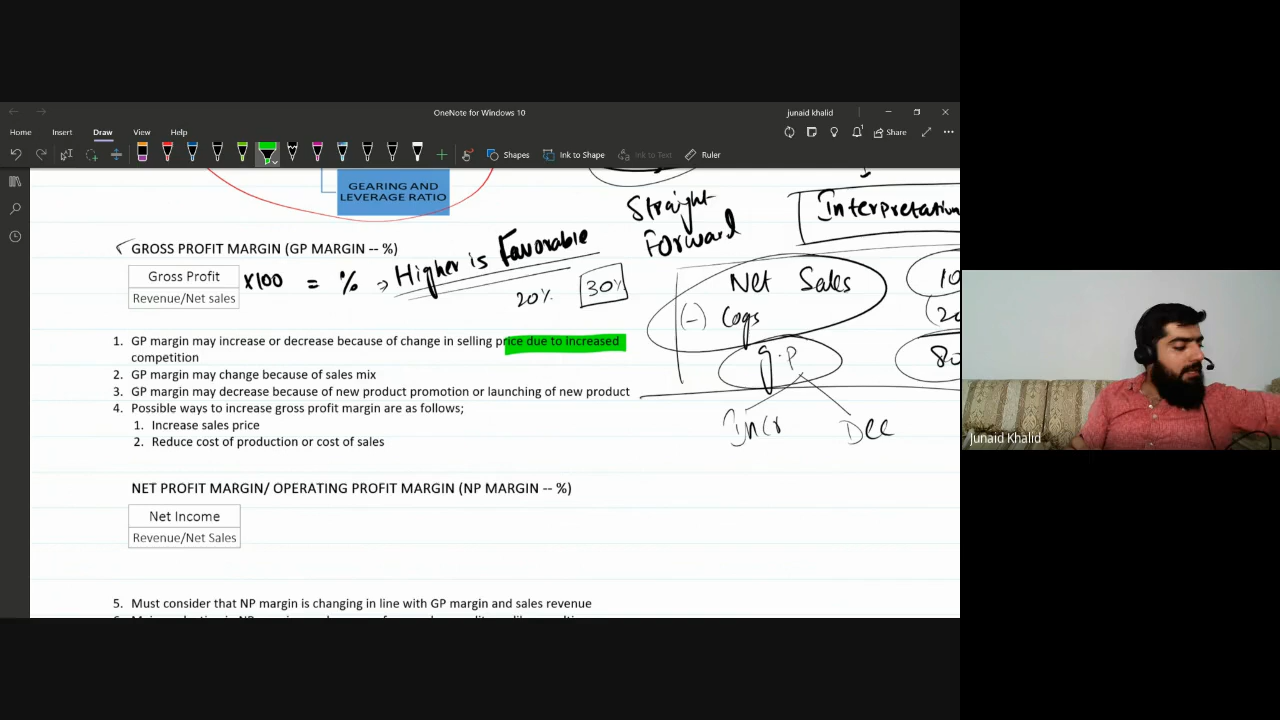 OneNote for Windows 10
junaid khalid
Home Insert Draw View Help
Share
Shapes Ink to Shape Ink to Text Ruler
GEARING AND
LEVERAGE RATIO
Straight
Forward
Interpretation
GROSS PROFIT MARGIN (GP MARGIN -- %)
Gross Profit
Revenue/Net sales
X100 = % => Higher is Favorable
20% 30%
Net Sales 10
(-) Cogs (20
G.P 80
Incr Dec
1. GP margin may increase or decrease because of change in selling price due to increased
competition
2. GP margin may change because of sales mix
3. GP margin may decrease because of new product promotion or launching of new product
4. Possible ways to increase gross profit margin are as follows;
1. Increase sales price
2. Reduce cost of production or cost of sales
NET PROFIT MARGIN/ OPERATING PROFIT MARGIN (NP MARGIN -- %)
Net Income
Revenue/Net Sales
5. Must consider that NP margin is changing in line with GP margin and sales revenue
Junaid Khalid